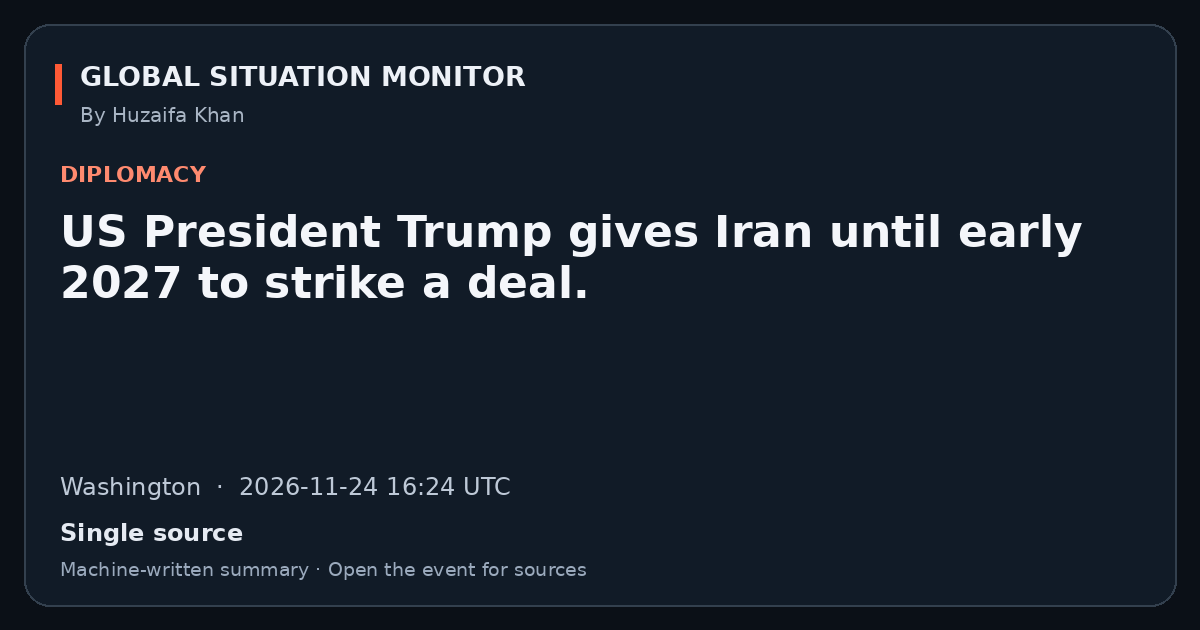 GLOBAL SITUATION MONITOR
By Huzaifa Khan
DIPLOMACY
US President Trump gives Iran until early
2027 to strike a deal.
Washington · 2026-11-24 16:24 UTC
Single source
Machine-written summary · Open the event for sources